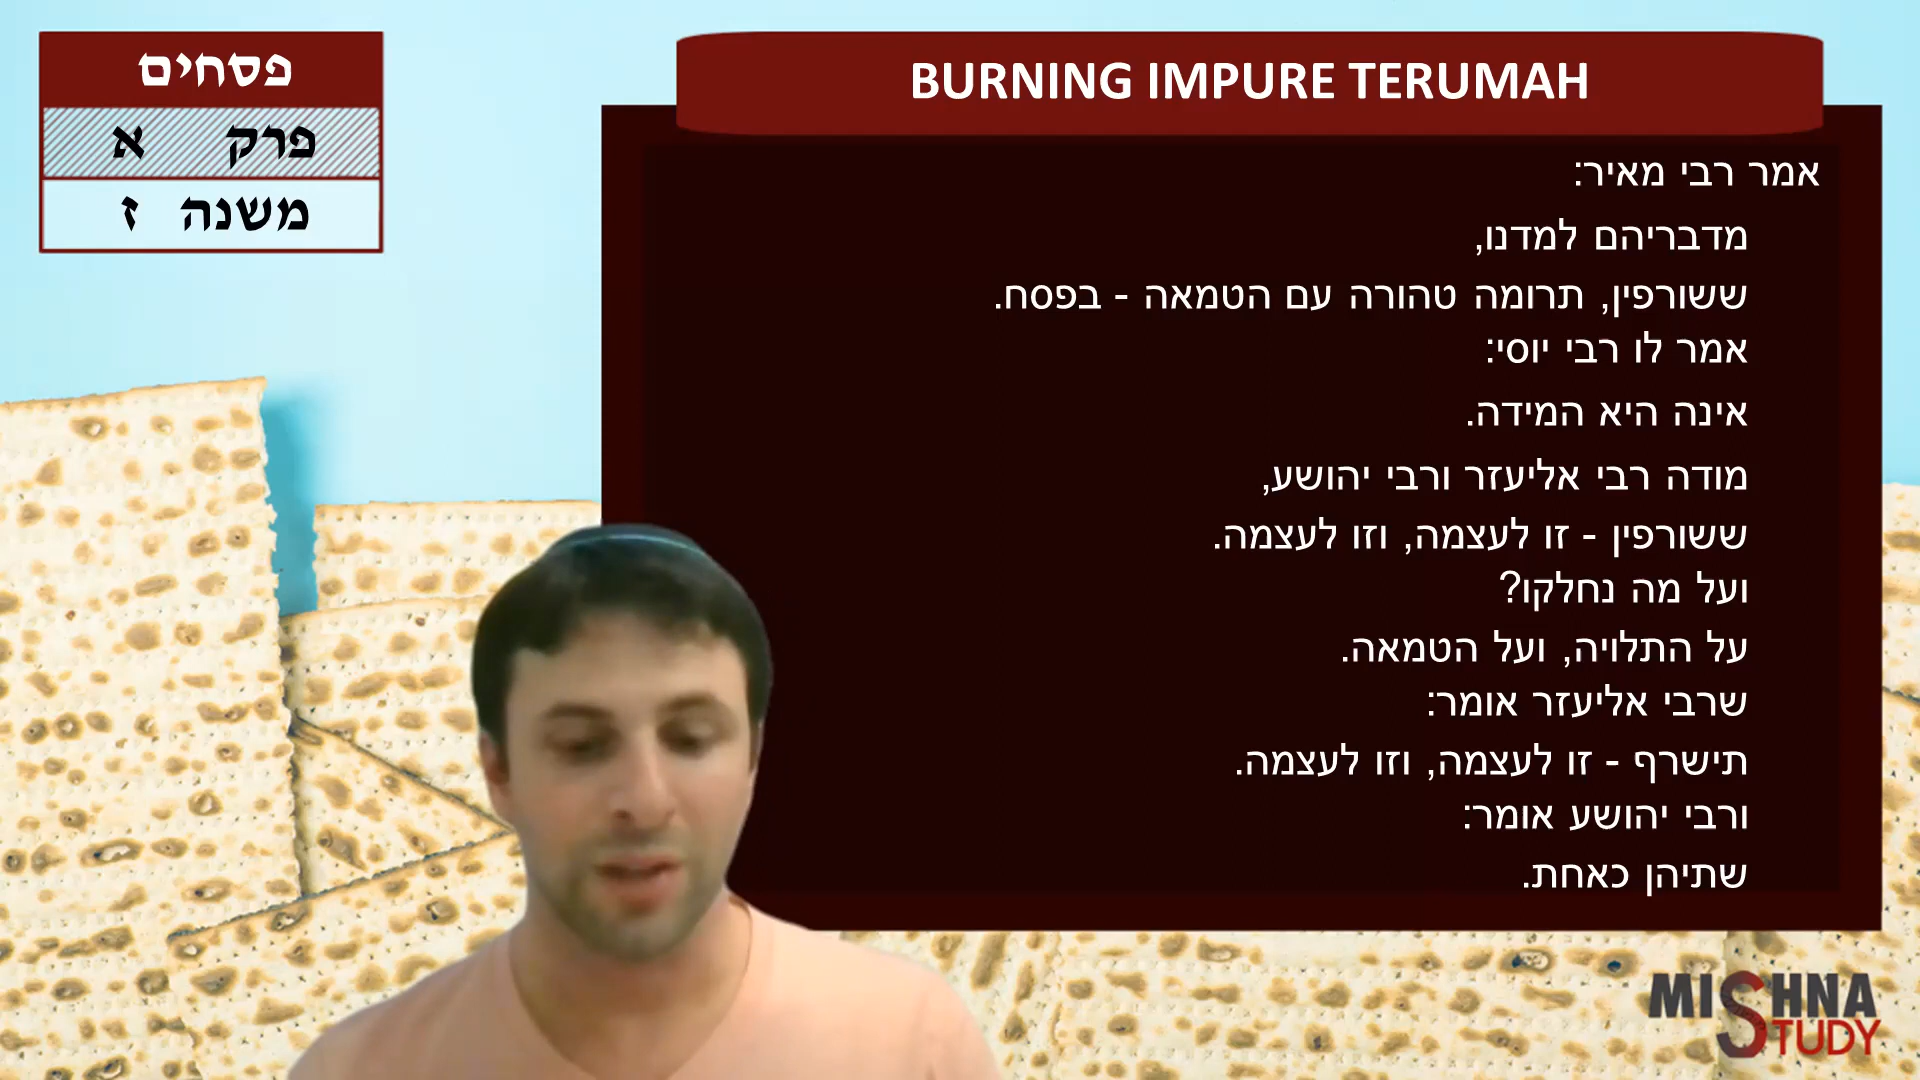 פסחים
פרק א
משנה ז
BURNING IMPURE TERUMAH
אמר רבי מאיר:
מדבריהם למדנו,
ששורפין, תרומה טהורה עם הטמאה - בפסח.
אמר לו רבי יוסי:
אינה היא המידה.
מודה רבי אליעזר ורבי יהושע,
ששורפין - זו לעצמה, וזו לעצמה.
ועל מה נחלקו?
על התלויה, ועל הטמאה.
שרבי אליעזר אומר:
תישרף - זו לעצמה, וזו לעצמה.
ורבי יהושע אומר:
שתיהן כאחת.
MISHNA
STUDY